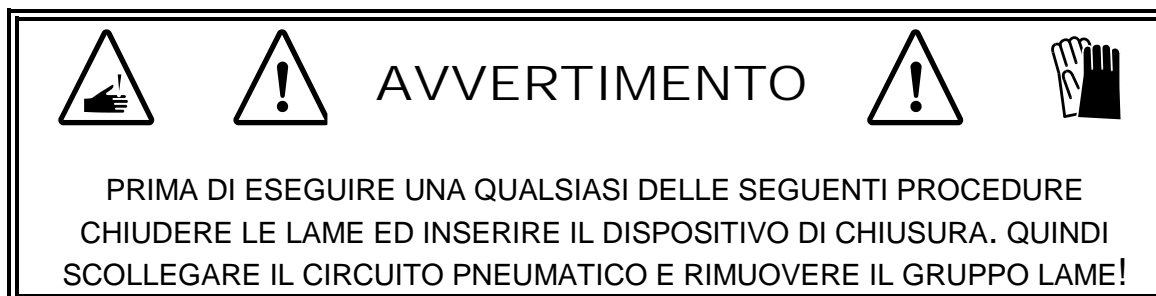 AVVERTIMENTO
PRIMA DI ESEGUIRE UNA QUALSIASI DELLE SEGUENTI PROCEDURE
CHIUDERE LE LAME ED INSERIRE IL DISPOSITIVO DI CHIUSURA. QUINDI
SCOLLEGARE IL CIRCUITO PNEUMATICO E RIMUOVERE IL GRUPPO LAME!